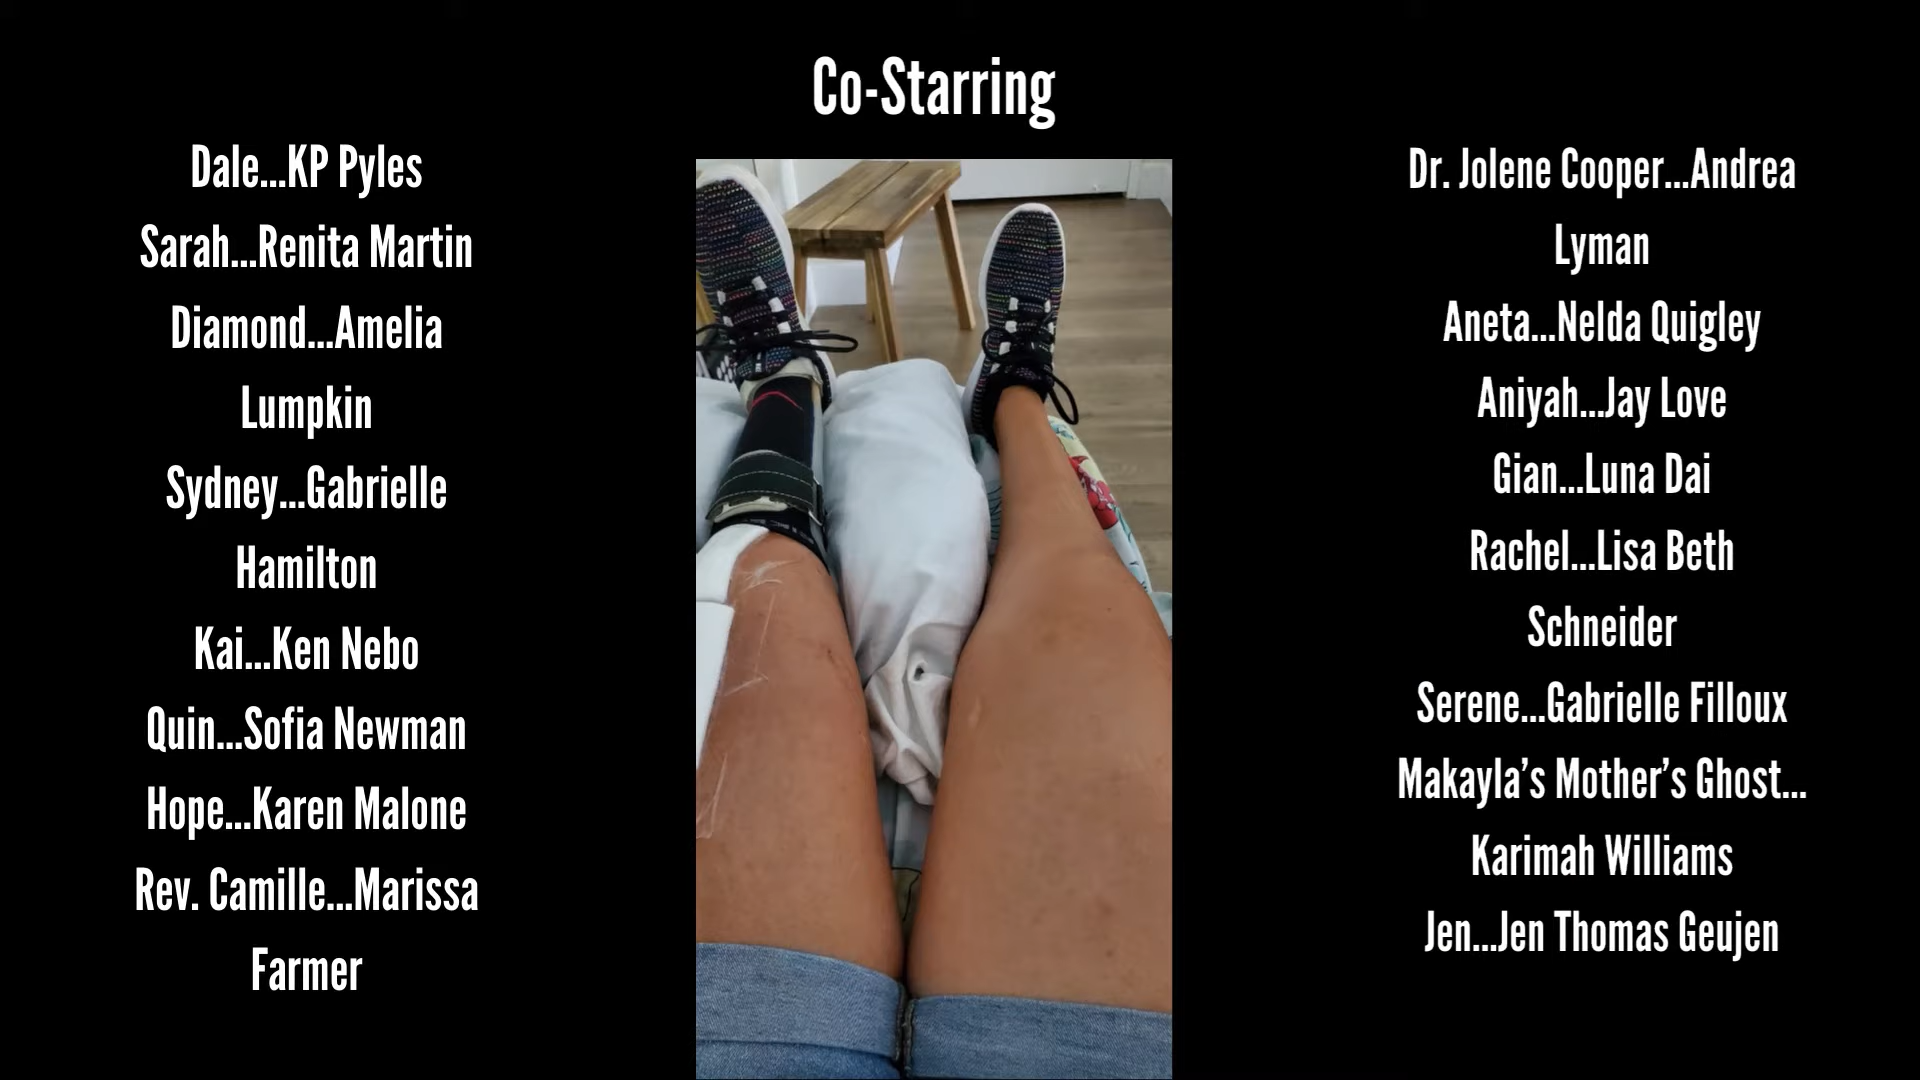 Co-Starring
Dale...KP Pyles
Sarah...Renita Martin
Diamond...Amelia
Lumpkin
Sydney...Gabrielle
Hamilton
Kai...Ken Nebo
Quin...Sofia Newman
Hope...Karen Malone
Rev. Camille...Marissa
Farmer
Dr. Jolene Cooper...Andrea
Lyman
Aneta...Nelda Quigley
Aniyah...Jay Love
Gian...Luna Dai
Rachel...Lisa Beth
Schneider
Serene...Gabrielle Filloux
Makayla’s Mother’s Ghost...
Karimah Williams
Jen...Jen Thomas Geujen